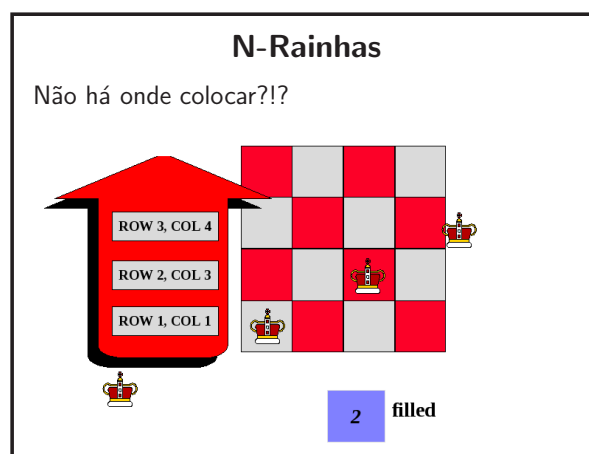 N-Rainhas
Não há onde colocar?!?
ROW 3, COL 4
ROW 2, COL 3
ROW 1, COL 1
2 filled